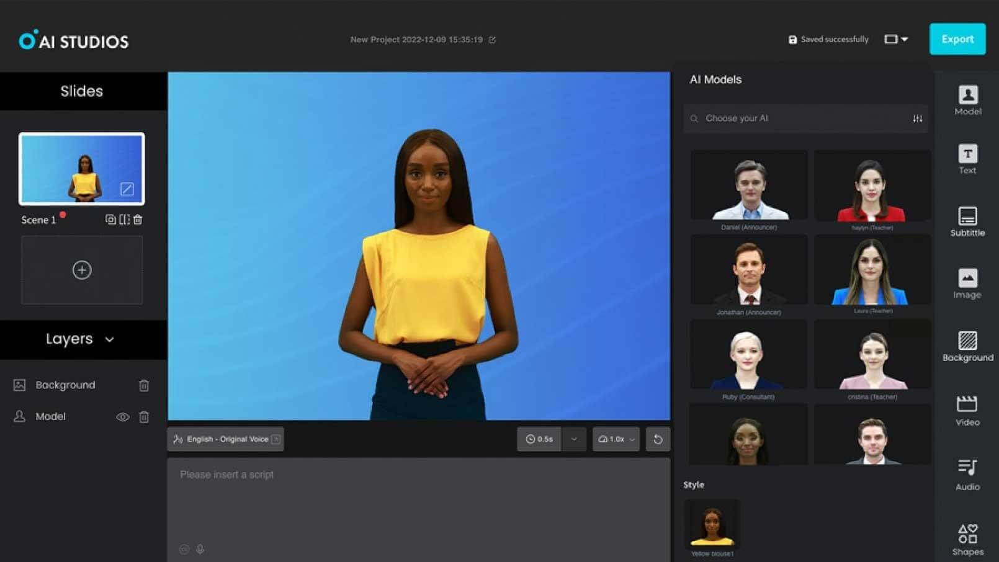 AI STUDIOS
New Project 2022-12-09 15:35:19
Saved successfully
Export
Slides
Scene 1
Layers
Background
Model
English - Original Voice
0.5s
1.0x
Please insert a script
AI Models
Choose your AI
Daniel (Announcer)
haylyn (Teacher)
Jonathan (Announcer)
Laura (Teacher)
Ruby (Consultant)
cristina (Teacher)
Style
Yellow blouse1
Model
Text
Subtittle
Image
Background
Video
Audio
Shapes